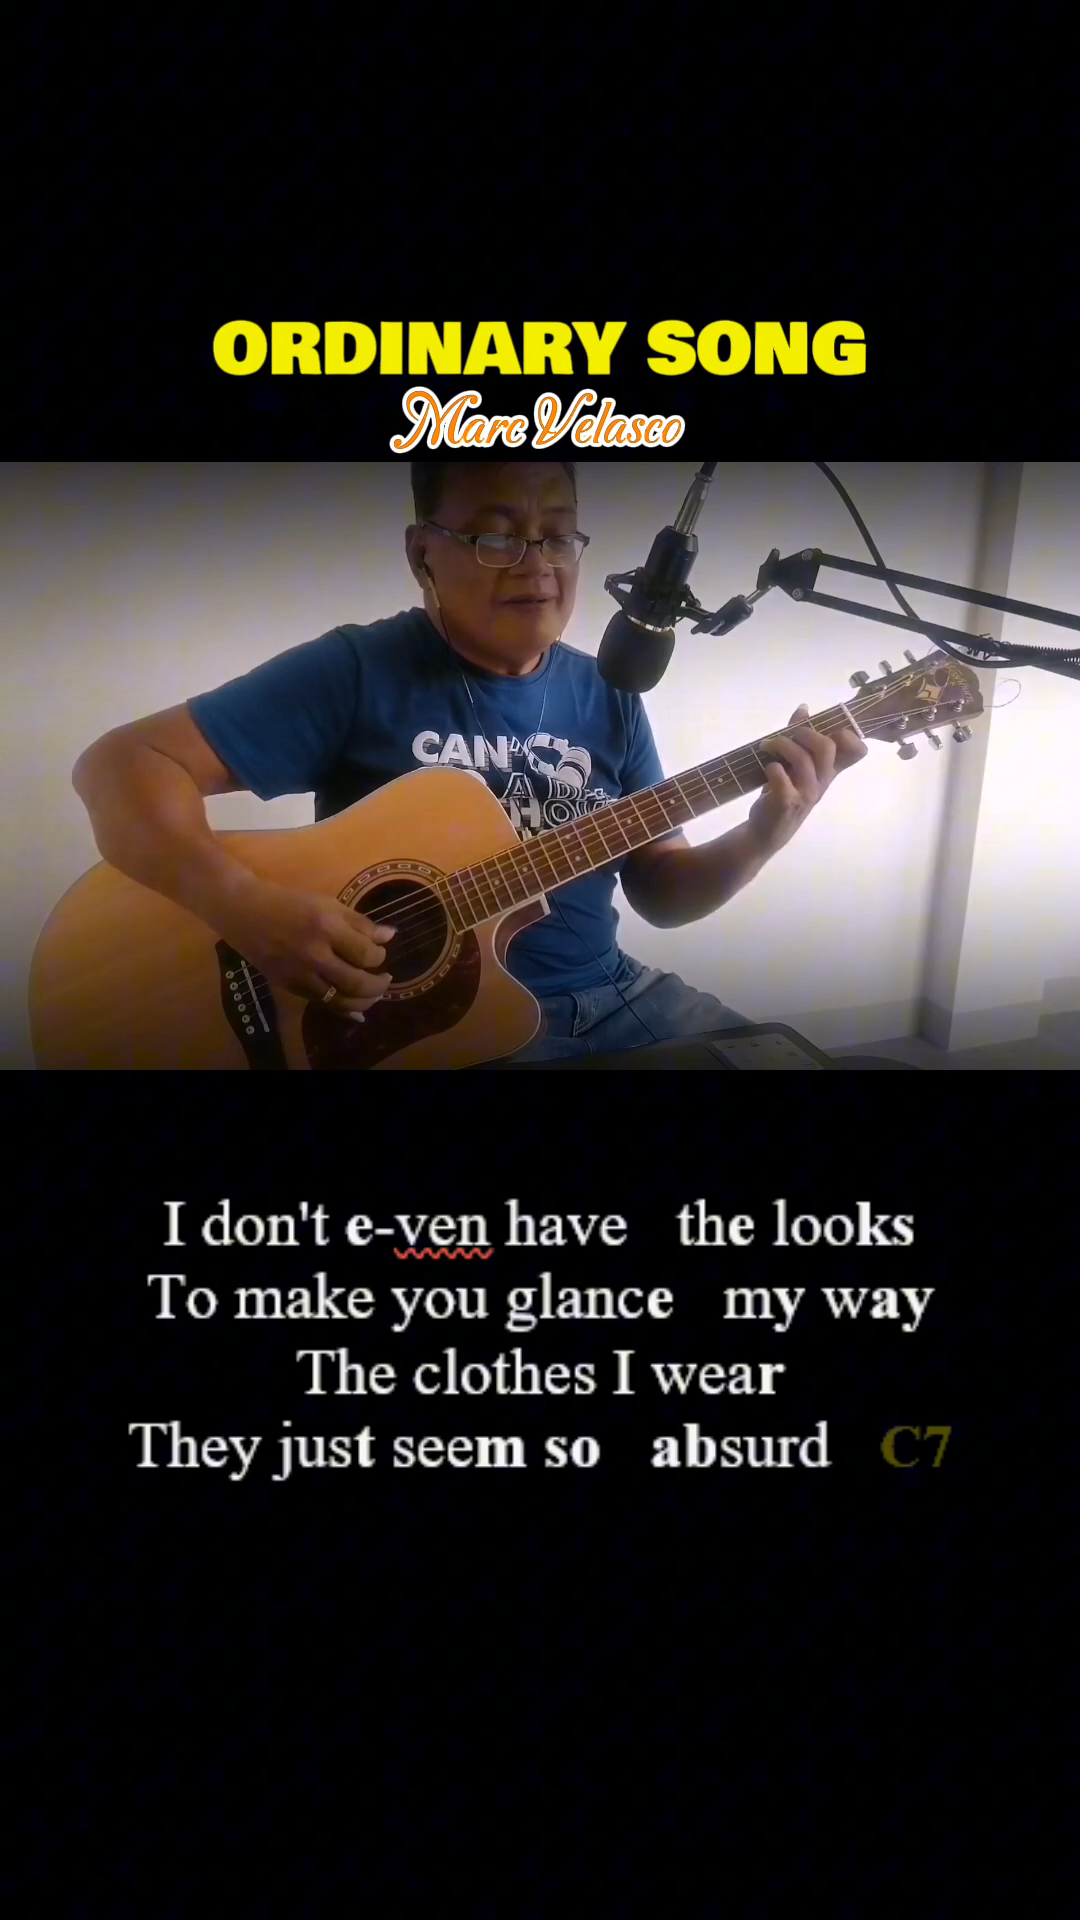 ORDINARY SONG
Marc Velasco
CAN'T
I don't e-ven have the looks
To make you glance my way
The clothes I wear
They just seem so absurd C7